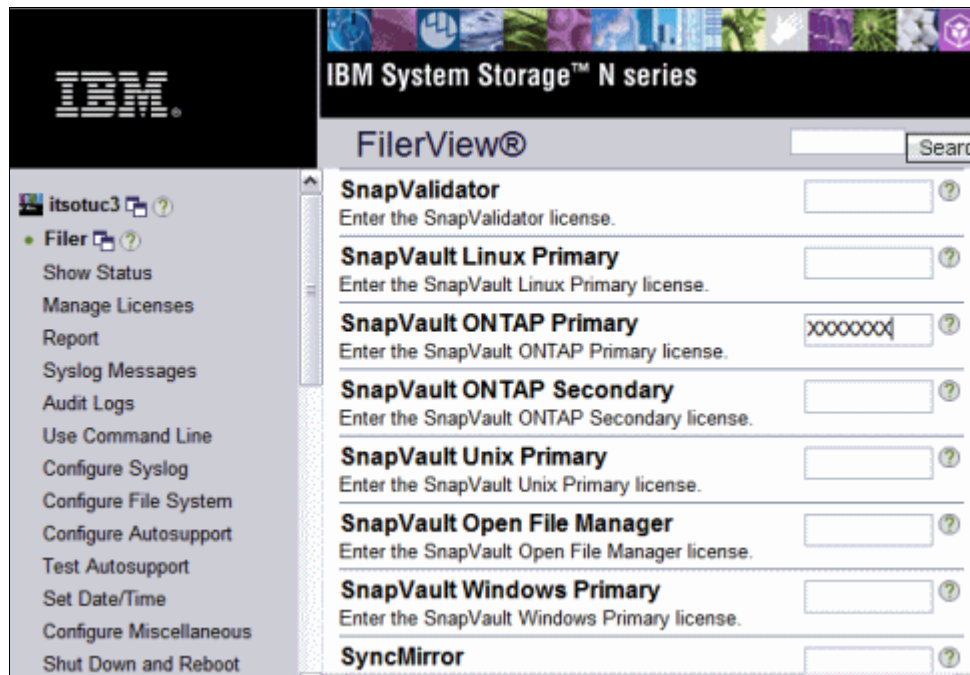 IBM
IBM System Storage™ N series
FilerView®
itsotuc3
Filer
Show Status
Manage Licenses
Report
Syslog Messages
Audit Logs
Use Command Line
Configure Syslog
Configure File System
Configure Autosupport
Test Autosupport
Set Date/Time
Configure Miscellaneous
Shut Down and Reboot
Searc
SnapValidator
Enter the SnapValidator license.
SnapVault Linux Primary
Enter the SnapVault Linux Primary license.
SnapVault ONTAP Primary
XXXXXXX
Enter the SnapVault ONTAP Primary license.
SnapVault ONTAP Secondary
Enter the SnapVault ONTAP Secondary license.
SnapVault Unix Primary
Enter the SnapVault Unix Primary license.
SnapVault Open File Manager
Enter the SnapVault Open File Manager license.
SnapVault Windows Primary
Enter the SnapVault Windows Primary license.
SyncMirror